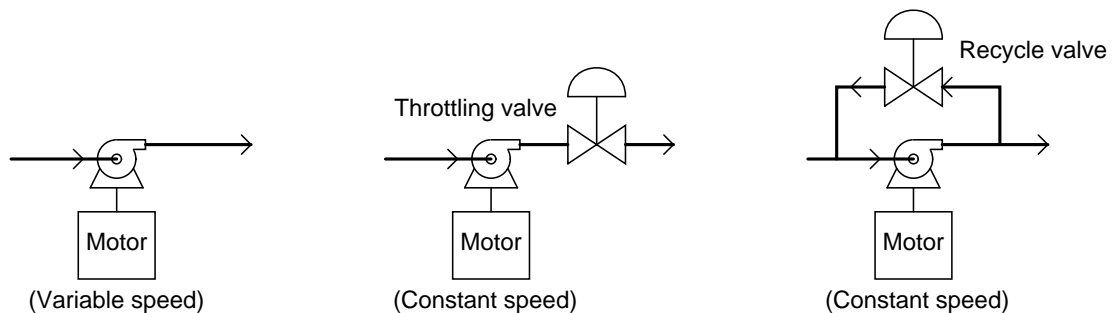 Recycle valve
Throttling valve
Motor
Motor
Motor
(Variable speed)
(Constant speed)
(Constant speed)